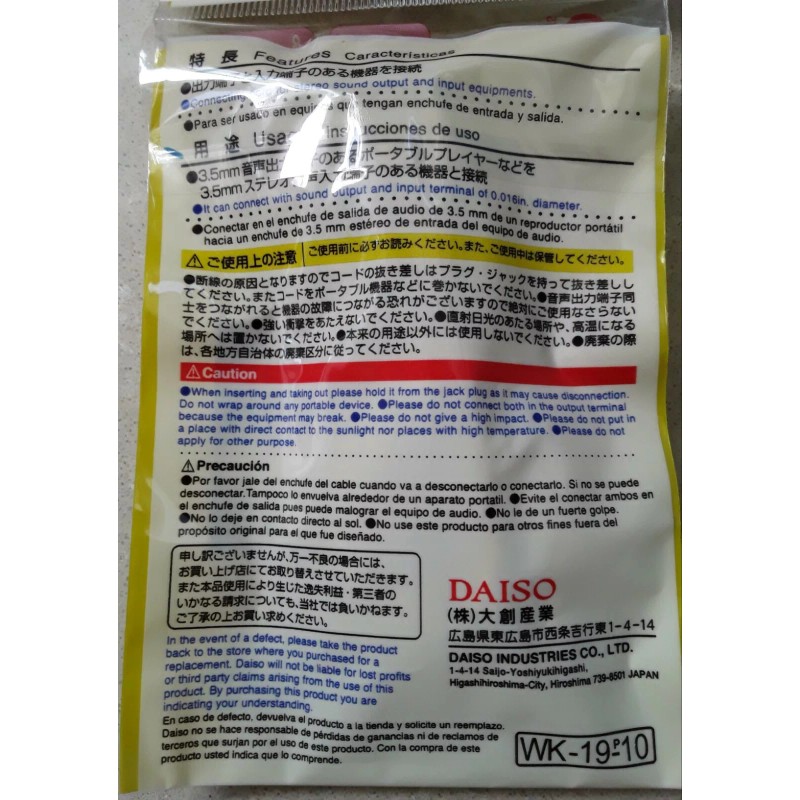 特 長 Features Características
●出力端子と入力端子のある機器を接続
●Connecting stereo sound output and input equipments.
●Para ser usado en equipos que tengan enchufe de entrada y salida.
用 途 Usage Instrucciones de uso
●3.5mm音声出力端子のあるポータブルプレイヤーなどを
3.5mmステレオ音声入力端子のある機器と接続
●It can connect with sound output and input terminal of 0.016in. diameter.
●Conectar en el enchufe de salida de audio de 3.5 mm de un reproductor portátil
hacia un enchufe de 3.5 mm estéreo de entrada del equipo de audio.
⚠ご使用上の注意 ご使用前に必ずお読みください。また、ご使用中は保管してください。
●断線の原因となりますのでコードの抜き差しはプラグ・ジャックを持って抜き差しし
てください。またコードをポータブル機器などに巻かないでください。●音声出力端子同
士をつながれると機器の故障につながる恐れがございますので絶対にご使用なさらない
でください。●強い衝撃をあたえないでください。●直射日光のあたる場所や、高温になる
場所へは置かないでください。●本来の用途以外には使用しないでください。●廃棄の際
は、各地方自治体の廃棄区分に従ってください。
⚠Caution
●When inserting and taking out please hold it from the jack plug as it may cause disconnection.
Do not wrap around any portable device. ●Please do not connect both in the output terminal
because the equipment may break. ●Please do not give a high impact. ●Please do not put in
a place with direct contact to the sunlight nor places with high temperature. ●Please do not
apply for other purpose.
⚠Precaución
●Por favor jale del enchufe del cable cuando va a desconectarlo o conectarlo. Si no se puede
desconectar. Tampoco lo envuelva alrededor de un aparato portatil. ●Evite el conectar ambos en
el enchufe de salida pues puede malograr el equipo de audio. ●No le de un fuerte golpe.
●No lo deje en contacto directo al sol. ●No use este producto para otros fines fuera del
propósito original para el que fue diseñado.
申し訳ございませんが、万一不良の場合には、
お買い上げ店にてお取り替えさせていただきます。
また本品使用により生じた逸失利益・第三者の
いかなる請求についても、当社では負いかねます。
ご了承の上お買い求めください。
In the event of a defect, please take the product
back to the store where you purchased for a
replacement. Daiso will not be liable for lost profits
or third party claims arising from the use of this
product. By purchasing this product you are
indicating your understanding.
En caso de defecto, devuelva el producto a la tienda y solicite un reemplazo.
Daiso no se hace responsable de pérdidas de ganancias ni de reclamos de
terceros que surjan por el uso de este producto. Con la compra de este
producto usted indica que lo comprende.
DAISO
(株)大創産業
広島県東広島市西条吉行東1-4-14
DAISO INDUSTRIES CO., LTD.
1-4-14 Saijo-Yoshiyukihigashi,
Higashihiroshima-City, Hiroshima 739-8501 JAPAN
WK-19-P10